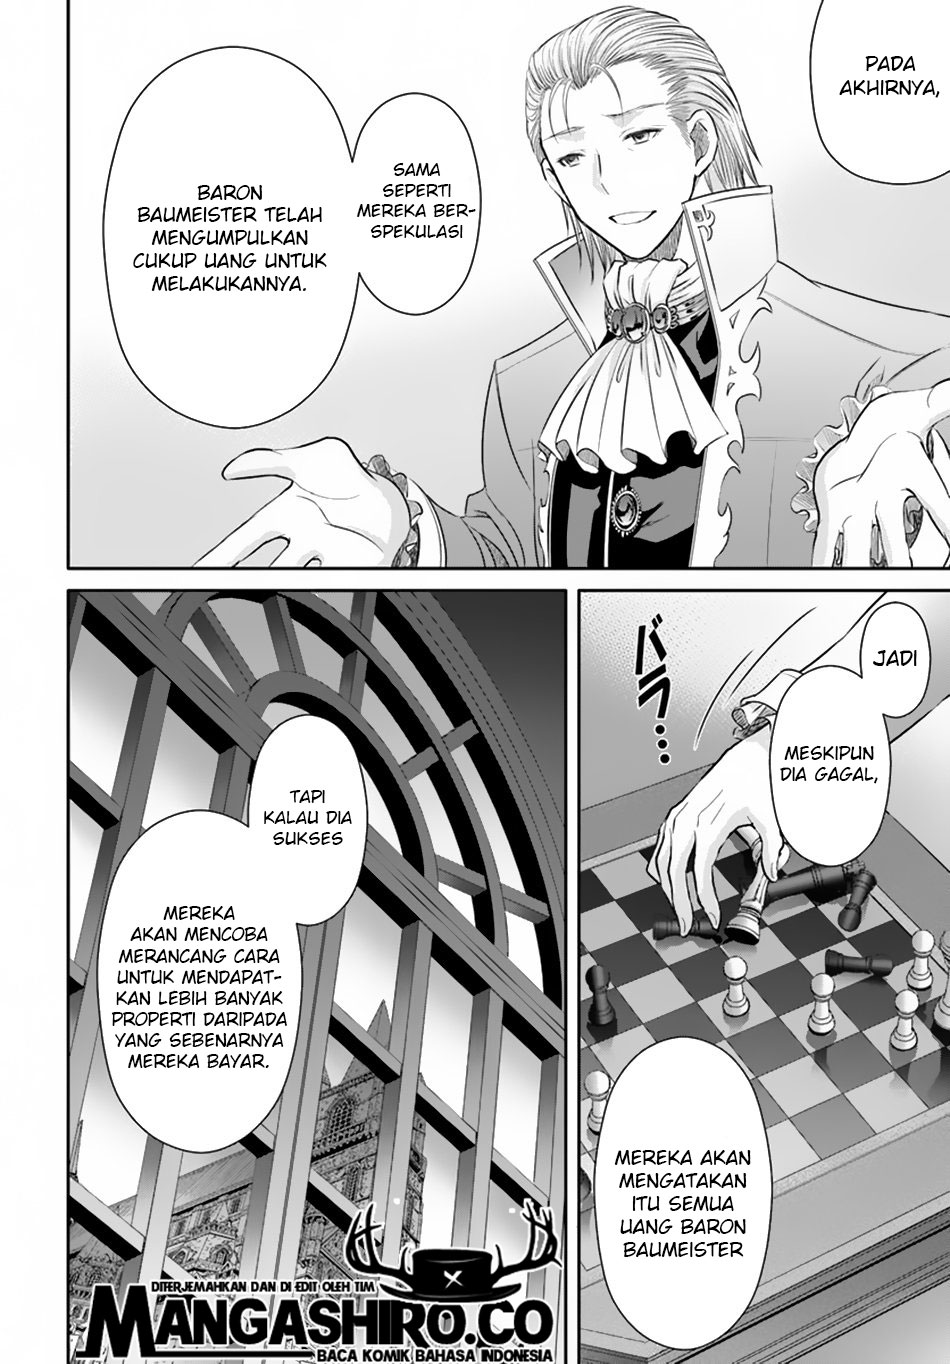 PADA
AKHIRNYA,
SAMA
SEPERTI
MEREKA BER-
SPEKULASI
BARON
BAUMEISTER TELAH
MENGUMPULKAN
CUKUP UANG UNTUK
MELAKUKANNYA.
バラ…
JADI
MESKIPUN
DIA GAGAL,
MEREKA AKAN
MENGATAKAN
ITU SEMUA
UANG BARON
BAUMEISTER
TAPI
KALAU DIA
SUKSES
MEREKA
AKAN MENCOBA
MERANCANG CARA
UNTUK MENDAPAT-
KAN LEBIH BANYAK
PROPERTI DARIPADA
YANG SEBENARNYA
MEREKA BAYAR.
DITERJEMAHKAN DAN DI EDIT OLEH TIM
MANGASHIRO.CO
BACA KOMIK BAHASA INDONESIA